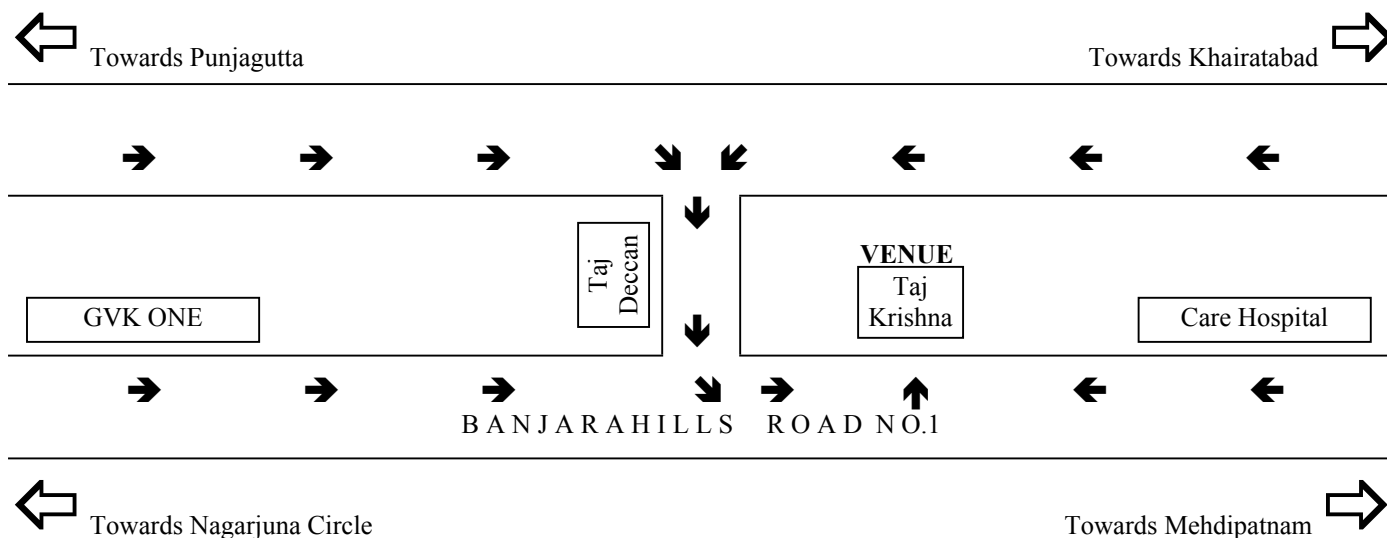 Towards Punjagutta
Towards Khairatabad
Taj
Deccan
VENUE
Taj
Krishna
GVK ONE
Care Hospital
BANJARAHILLS ROAD NO.1
Towards Nagarjuna Circle
Towards Mehdipatnam